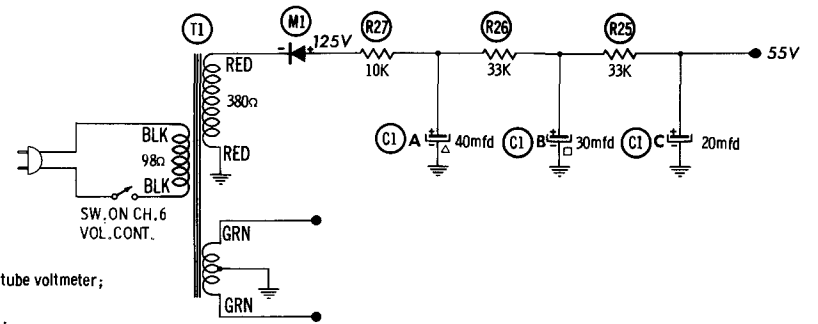 T1
M1
R27
R26
R25
- + 125V
55V
RED
10K
33K
33K
380Ω
BLK
98Ω
BLK
RED
C1 A + - 40mfd
C1 B + - 30mfd
C1 C + - 20mfd
SW. ON CH. 6
VOL. CONT.
GRN
GRN
tube voltmeter;
.